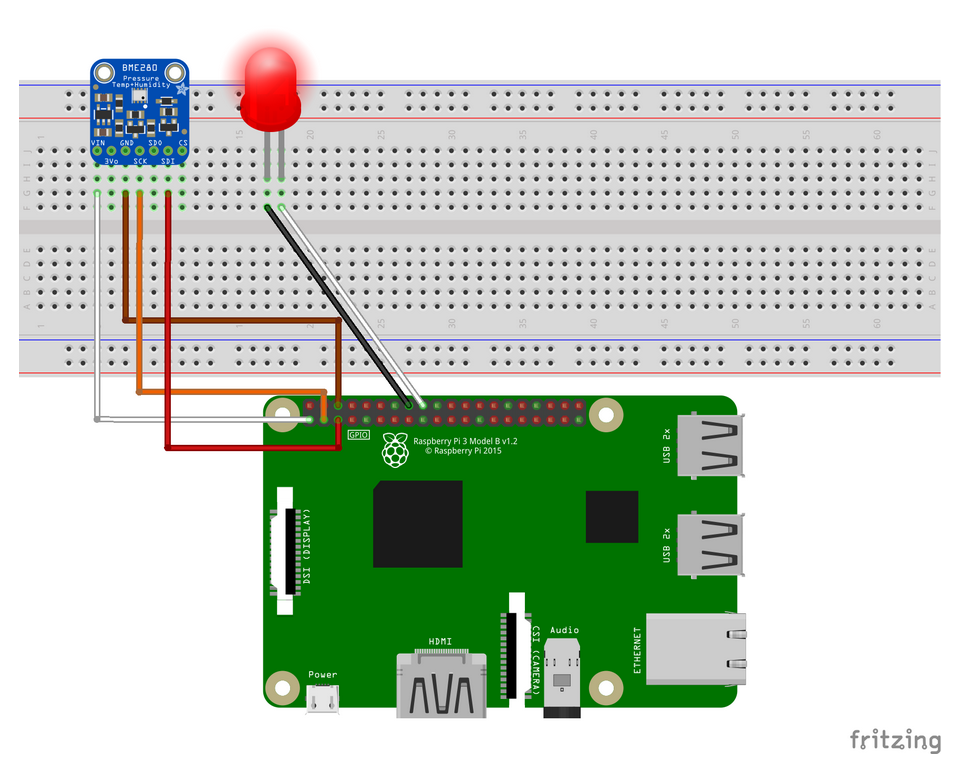 BME280
Pressure
Temp+Humidity
VIN GND SDO CS
3Vo SCK SDI
1 15 20 25 30 35 40 45 50 55 60
J
I
H
G
F
E
D
C
B
A
1 15 20 25 30 35 40 45 50 55 60
GPIO
Raspberry Pi 3 Model B v1.2
© Raspberry Pi 2015
USB 2x
USB 2x
DSI (DISPLAY)
ETHERNET
CSI (CAMERA)
Audio
HDMI
Power
fritzing